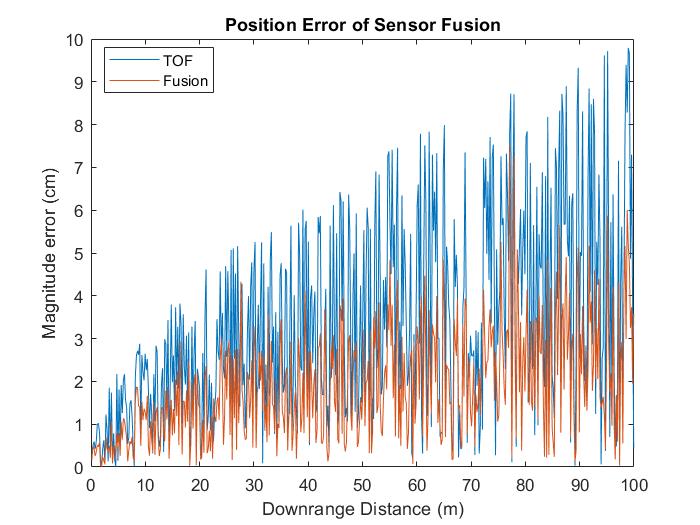 Position Error of Sensor Fusion
10
9
8
7
6
5
4
3
2
1
0
TOF
Fusion
Magnitude error (cm)
0 10 20 30 40 50 60 70 80 90 100
Downrange Distance (m)